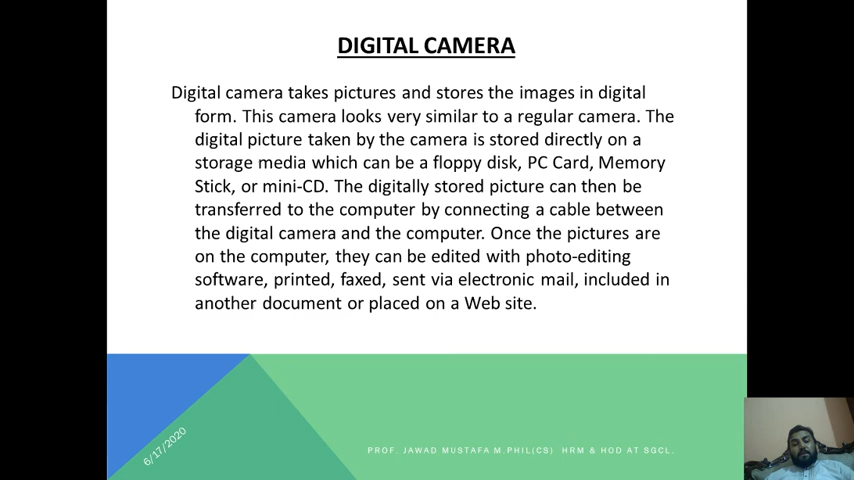 DIGITAL CAMERA
Digital camera takes pictures and stores the images in digital
form. This camera looks very similar to a regular camera. The
digital picture taken by the camera is stored directly on a
storage media which can be a floppy disk, PC Card, Memory
Stick, or mini-CD. The digitally stored picture can then be
transferred to the computer by connecting a cable between
the digital camera and the computer. Once the pictures are
on the computer, they can be edited with photo-editing
software, printed, faxed, sent via electronic mail, included in
another document or placed on a Web site.
6/17/2020
PROF. JAWAD MUSTAFA M.PHIL(CS) HRM & HOD AT SGCL.